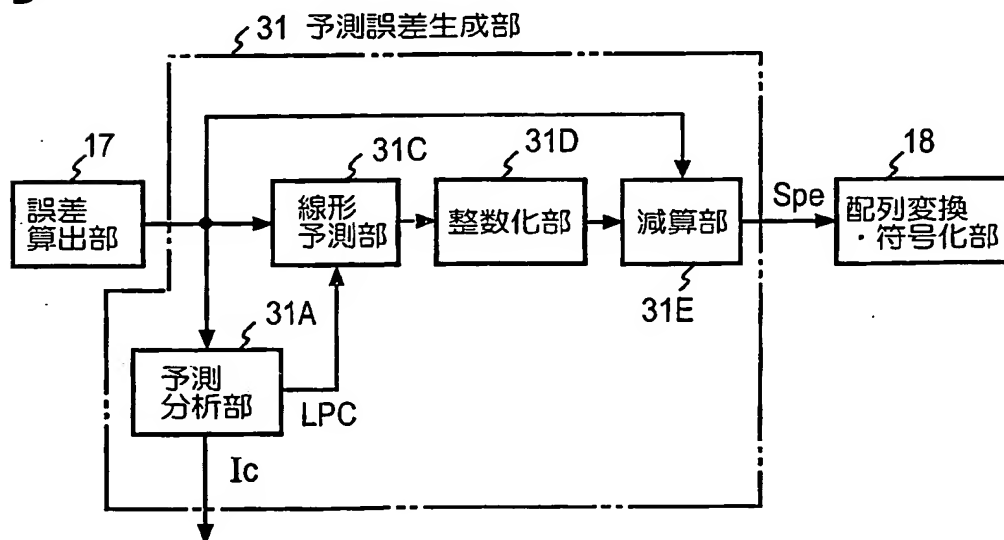 31 予測誤差生成部
17
誤差
算出部
31C
線形
予測部
31D
整数化部
減算部
31E
Spe
18
配列変換
・符号化部
31A
予測
分析部
LPC
Ic